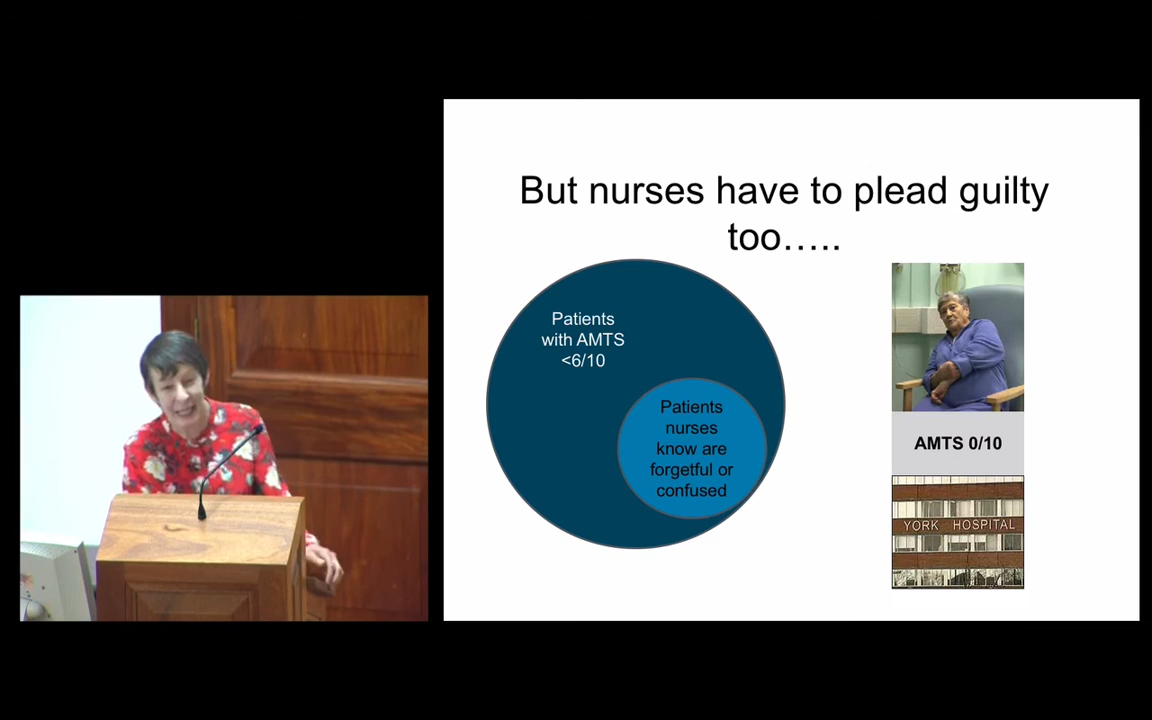 But nurses have to plead guilty
too…..
Patients
with AMTS
<6/10
Patients
nurses
know are
forgetful or
confused
AMTS 0/10
YORK HOSPITAL